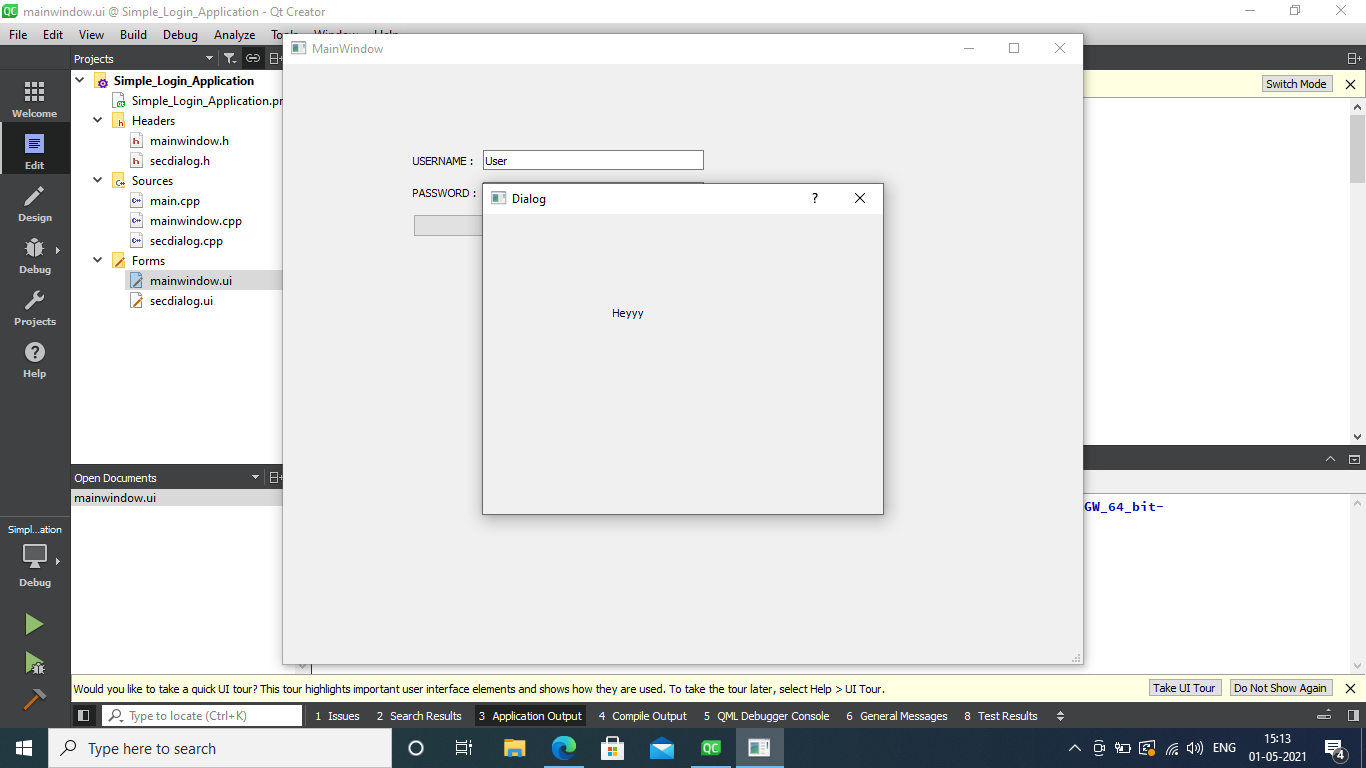 mainwindow.ui @ Simple_Login_Application - Qt Creator
File Edit View Build Debug Analyze
MainWindow
Projects
Switch Mode
Simple_Login_Application
Simple_Login_Application.pr
Headers
mainwindow.h
secdialog.h
Sources
main.cpp
mainwindow.cpp
secdialog.cpp
Forms
mainwindow.ui
secdialog.ui
Welcome
Edit
Design
Debug
Projects
Help
USERNAME : User
PASSWORD :
Dialog
?
Heyyy
Open Documents
mainwindow.ui
GW_64_bit-
Simpl...ation
Debug
Would you like to take a quick UI tour? This tour highlights important user interface elements and shows how they are used. To take the tour later, select Help > UI Tour.
Take UI Tour
Do Not Show Again
Type to locate (Ctrl+K)
1 Issues 2 Search Results 3 Application Output 4 Compile Output 5 QML Debugger Console 6 General Messages 8 Test Results
Type here to search
QC
ENG
15:13
01-05-2021
4